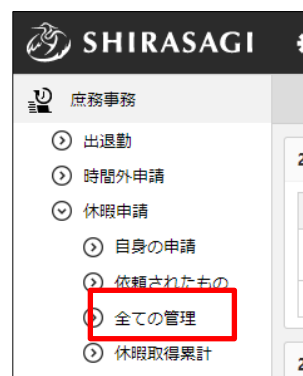 SHIRASAGI
庶務事務
出退勤
時間外申請
休暇申請
自身の申請
依頼されたもの
全ての管理
休暇取得累計